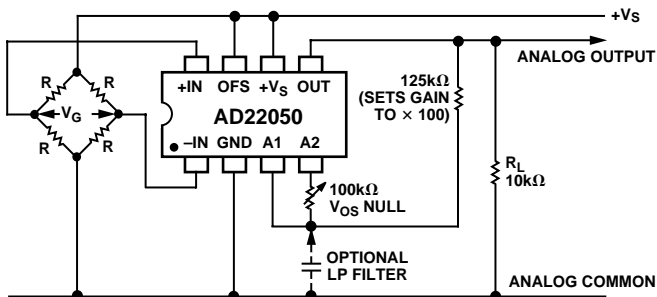 +VS
ANALOG OUTPUT
+IN OFS +VS OUT
125kΩ
(SETS GAIN
TO × 100)
R R
VG
AD22050
R R
–IN GND A1 A2
RL
10kΩ
100kΩ
VOS NULL
OPTIONAL
LP FILTER
ANALOG COMMON